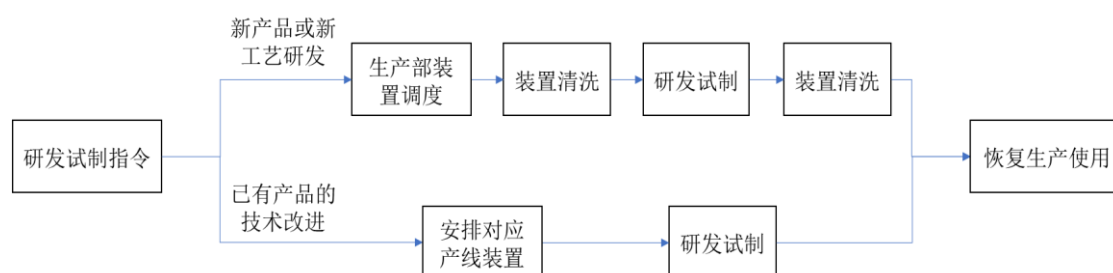 新产品或新
工艺研发
生产部装
置调度
装置清洗
研发试制
装置清洗
研发试制指令
恢复生产使用
已有产品的
技术改进
安排对应
产线装置
研发试制